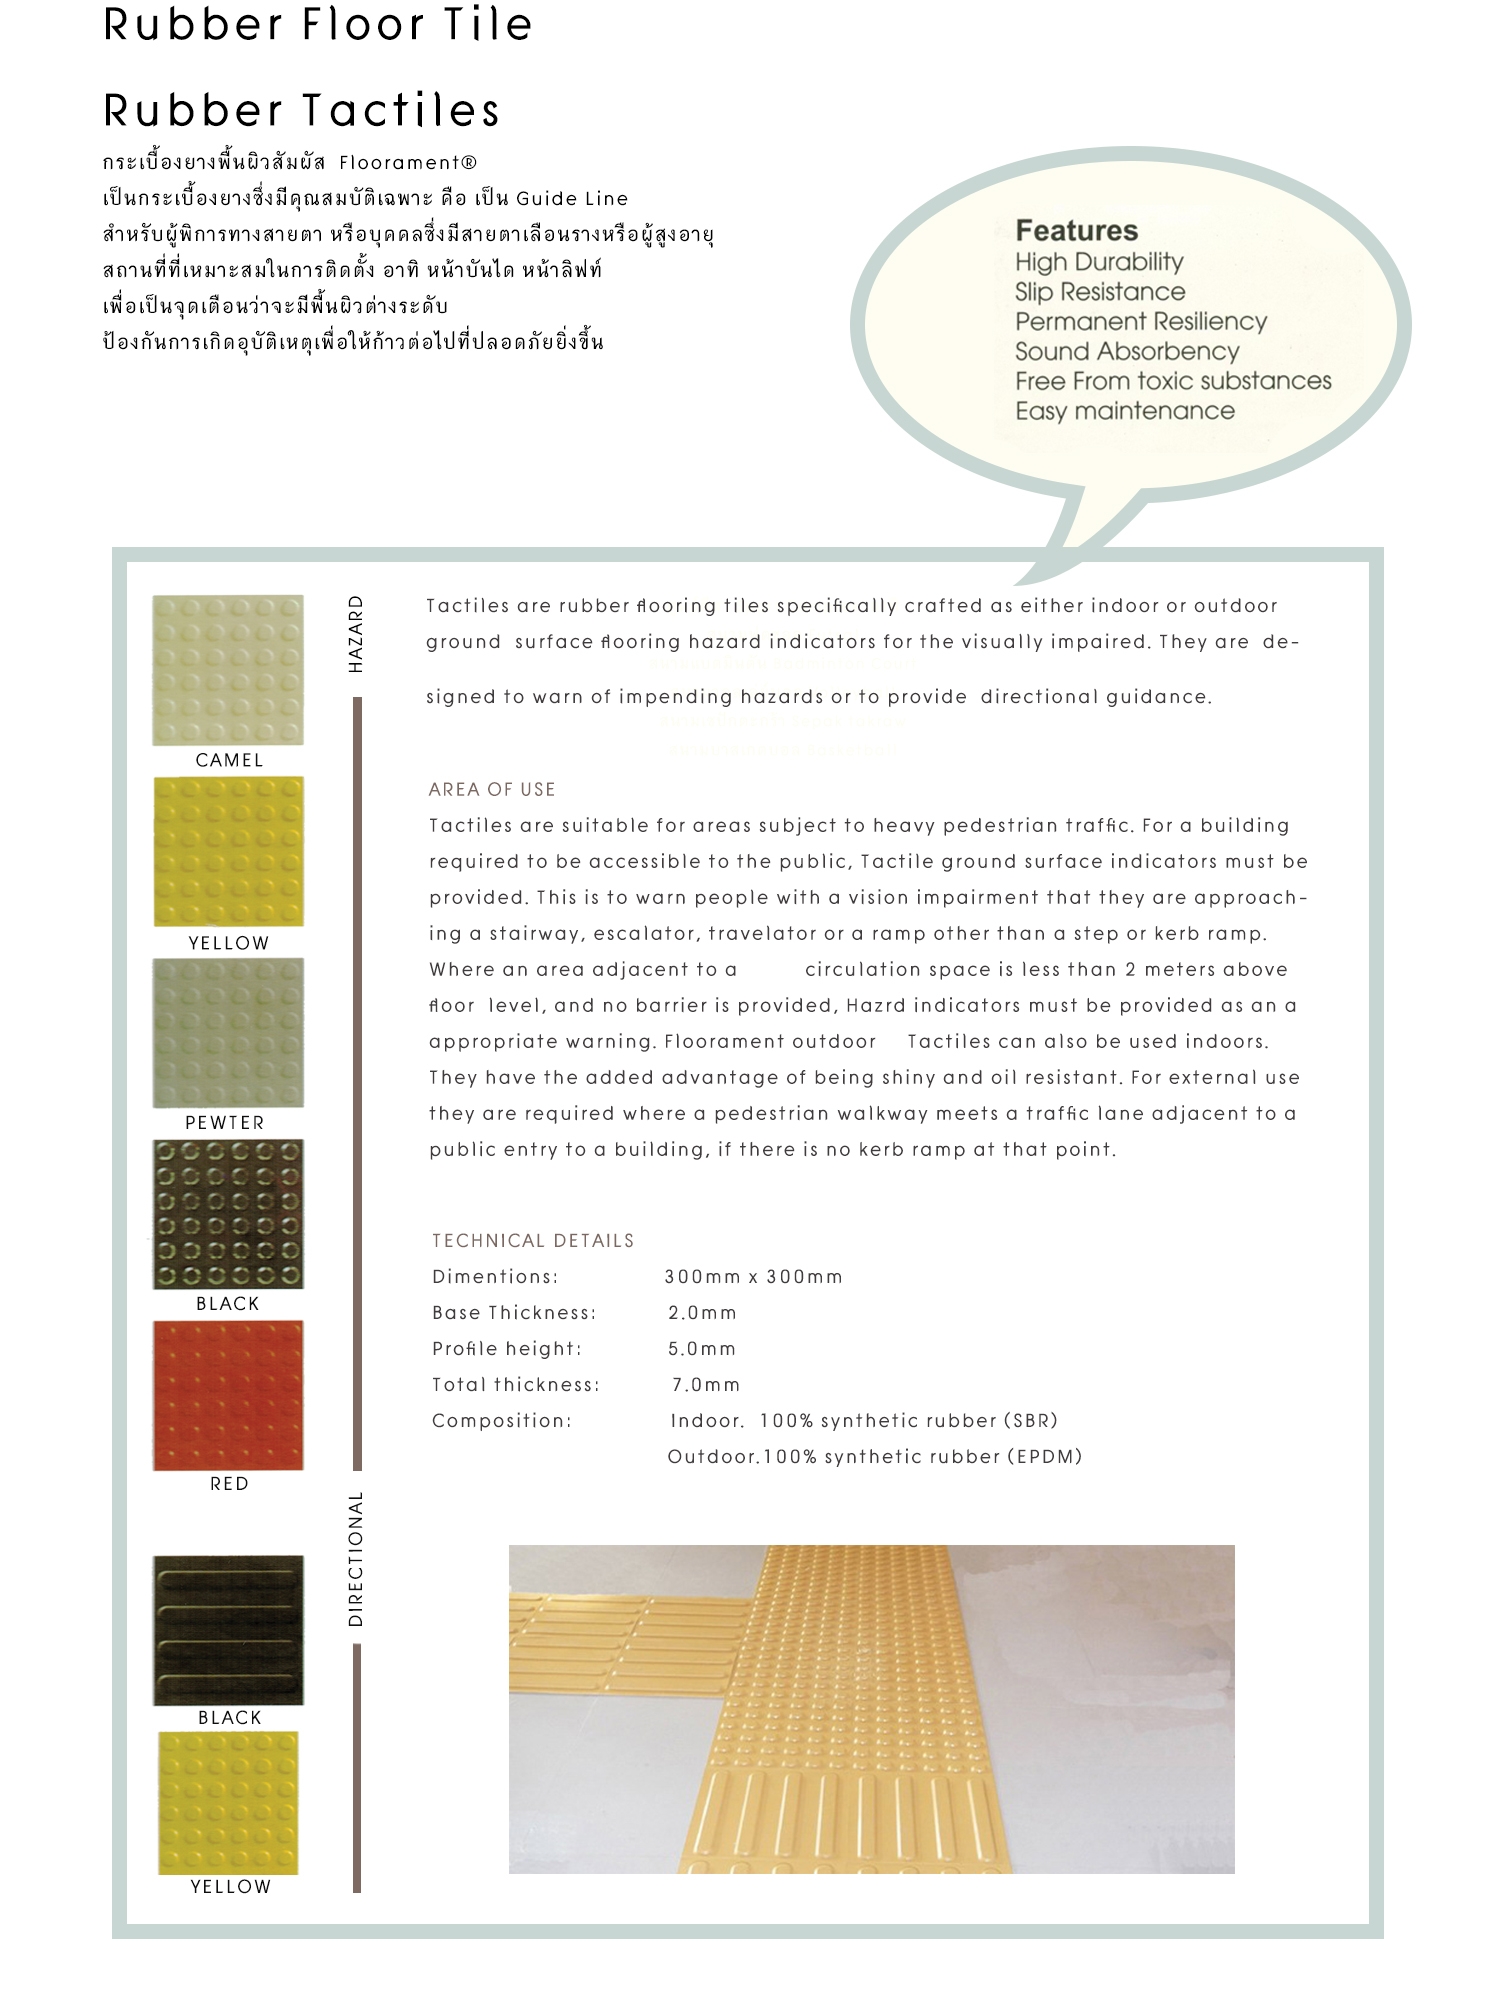 Rubber Floor Tile
Rubber Tactiles
กระเบื้องยางพื้นผิวสัมผัส Floorament®
เป็นกระเบื้องยางซึ่งมีคุณสมบัติเฉพาะ คือ เป็น Guide Line
สำหรับผู้พิการทางสายตา หรือบุคคลซึ่งมีสายตาเลือนรางหรือผู้สูงอายุ
สถานที่ที่เหมาะสมในการติดตั้ง อาทิ หน้าบันได หน้าลิฟท์
เพื่อเป็นจุดเตือนว่าจะมีพื้นผิวต่างระดับ
ป้องกันการเกิดอุบัติเหตุเพื่อให้ก้าวต่อไปที่ปลอดภัยยิ่งขึ้น
Features
High Durability
Slip Resistance
Permanent Resiliency
Sound Absorbency
Free From toxic substances
Easy maintenance
HAZARD
CAMEL
YELLOW
PEWTER
BLACK
RED
DIRECTIONAL
BLACK
YELLOW
Tactiles are rubber flooring tiles specifically crafted as either indoor or outdoor
ground surface flooring hazard indicators for the visually impaired. They are de-
signed to warn of impending hazards or to provide directional guidance.
AREA OF USE
Tactiles are suitable for areas subject to heavy pedestrian traffic. For a building
required to be accessible to the public, Tactile ground surface indicators must be
provided. This is to warn people with a vision impairment that they are approach-
ing a stairway, escalator, travelator or a ramp other than a step or kerb ramp.
Where an area adjacent to a circulation space is less than 2 meters above
floor level, and no barrier is provided, Hazrd indicators must be provided as an a
appropriate warning. Floorament outdoor Tactiles can also be used indoors.
They have the added advantage of being shiny and oil resistant. For external use
they are required where a pedestrian walkway meets a traffic lane adjacent to a
public entry to a building, if there is no kerb ramp at that point.
TECHNICAL DETAILS
Dimentions: 300mm x 300mm
Base Thickness: 2.0mm
Profile height: 5.0mm
Total thickness: 7.0mm
Composition: Indoor. 100% synthetic rubber (SBR)
Outdoor.100% synthetic rubber (EPDM)